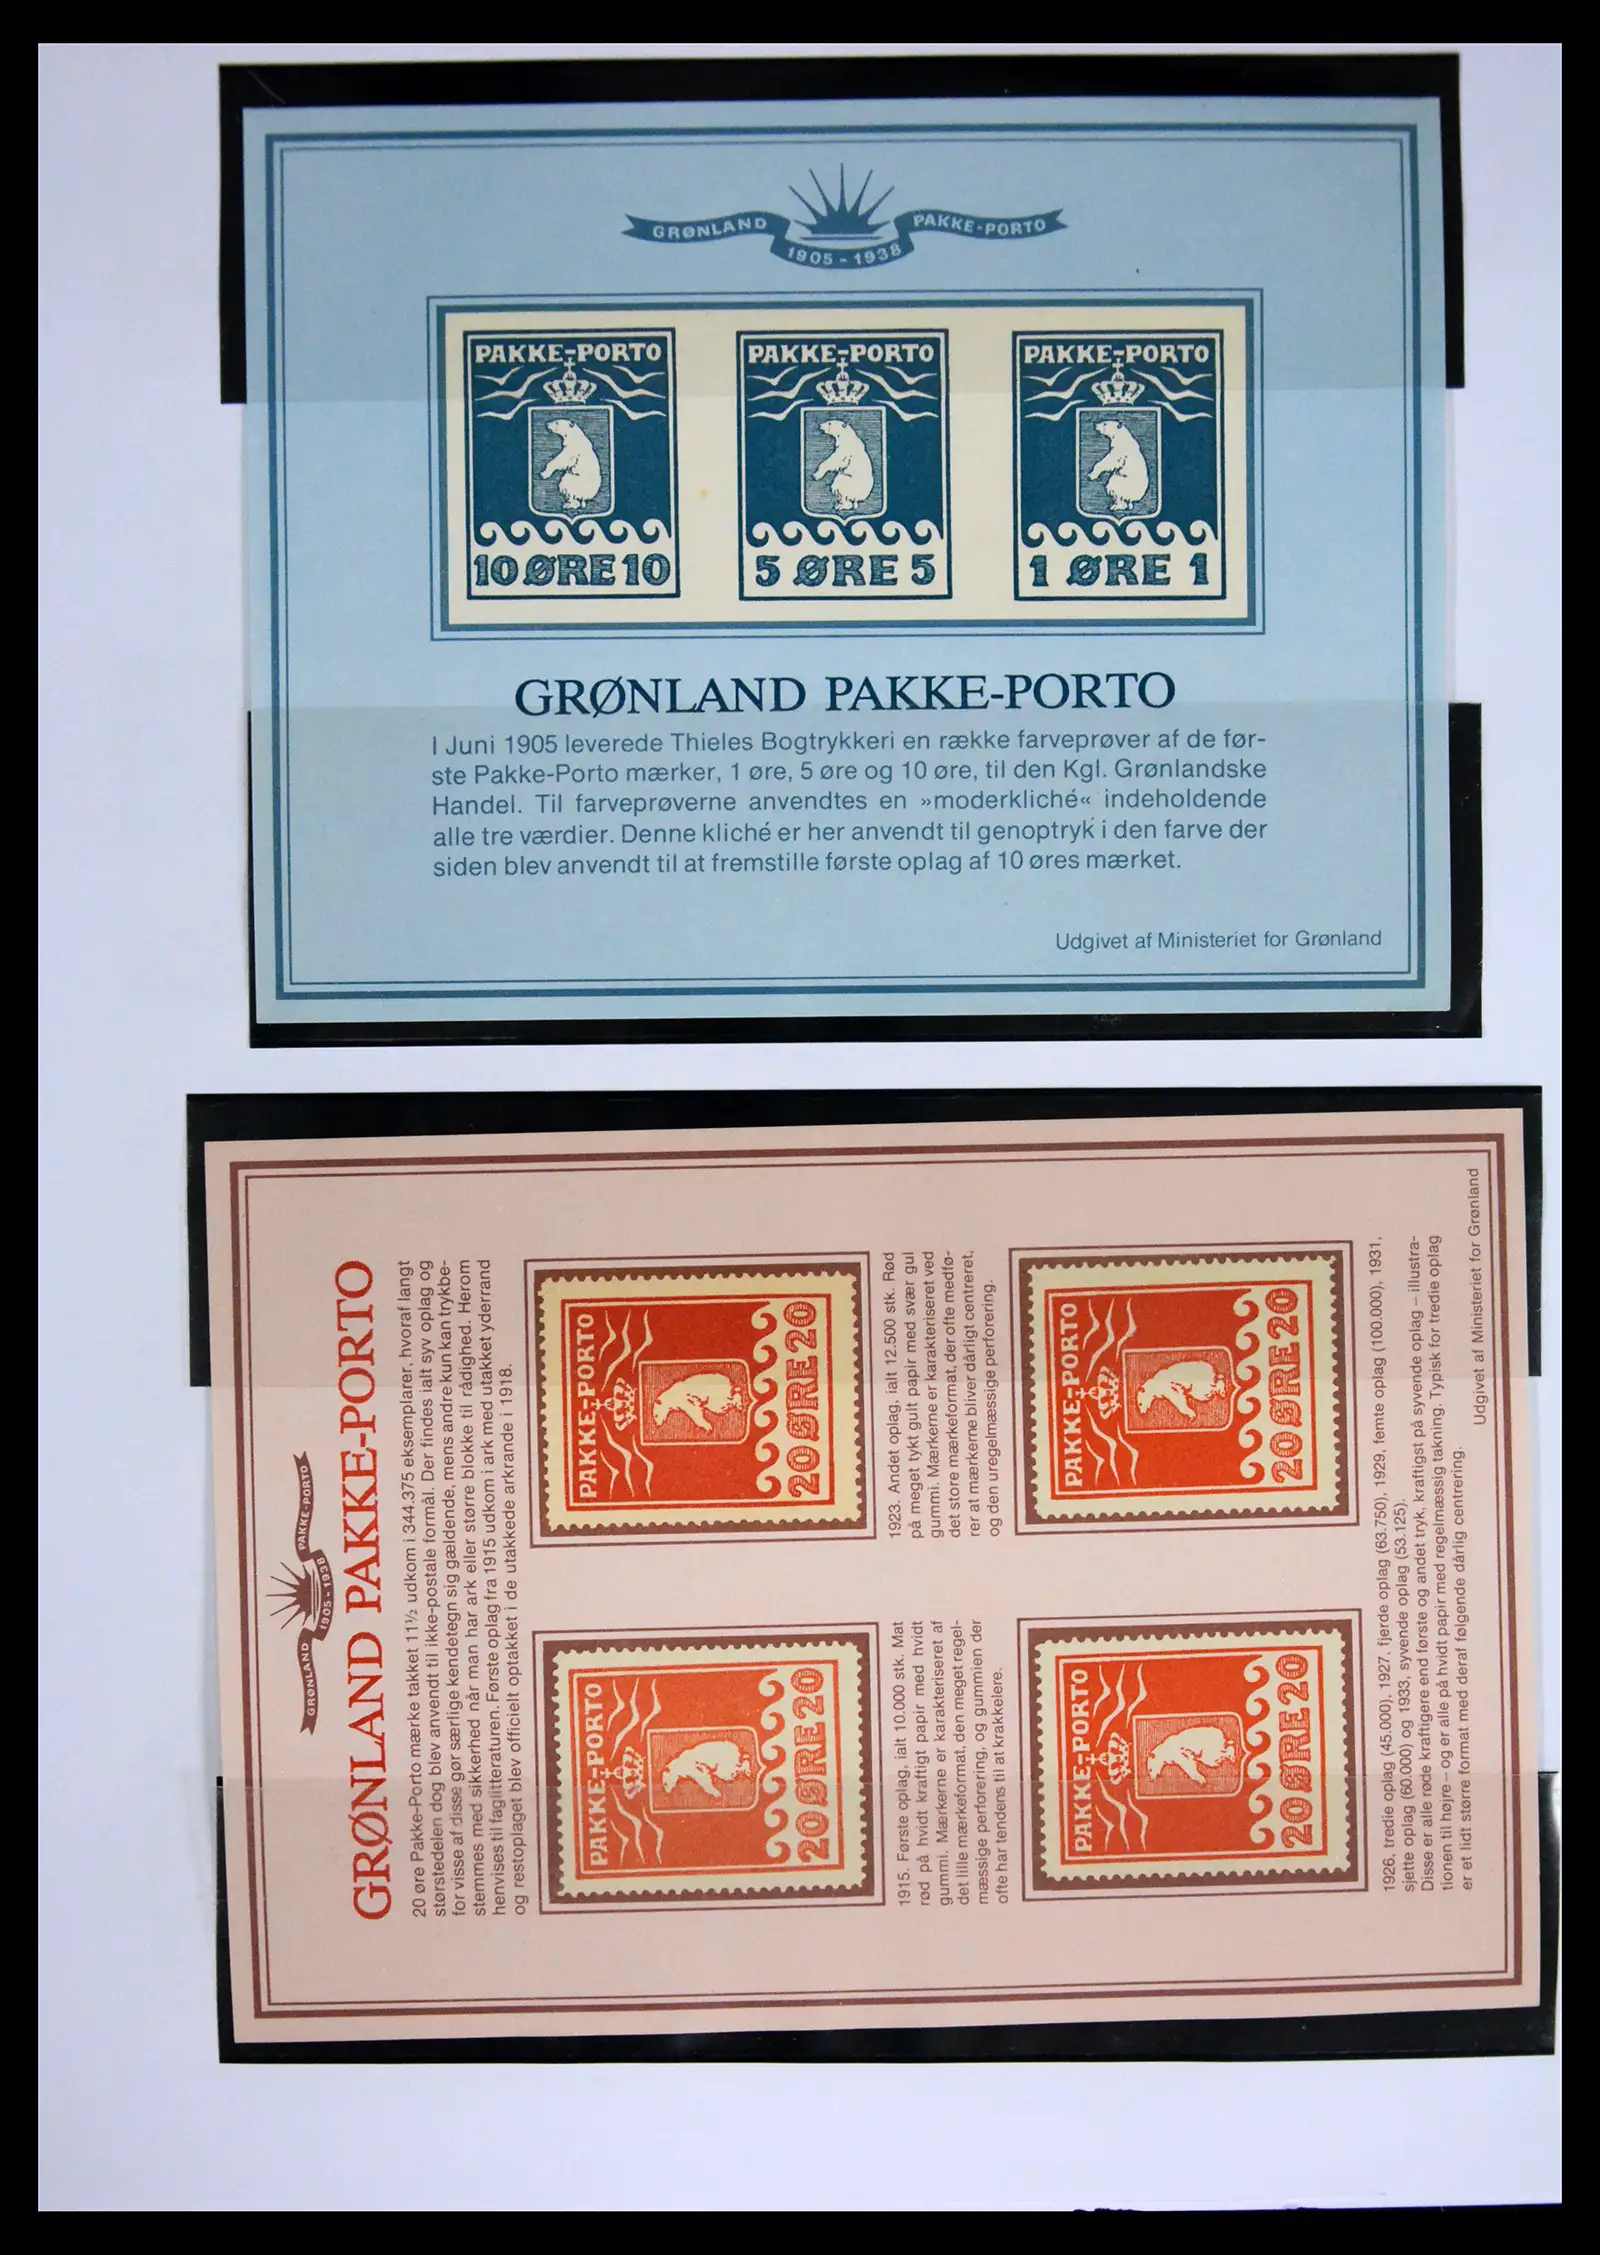 GRØNLAND PAKKE-PORTO
1905 - 1938
PAKKE-PORTO
10 ØRE 10
PAKKE-PORTO
5 ØRE 5
PAKKE-PORTO
1 ØRE 1
GRØNLAND PAKKE-PORTO
I Juni 1905 leverede Thieles Bogtrykkeri en række farveprøver af de før-
ste Pakke-Porto mærker, 1 øre, 5 øre og 10 øre, til den Kgl. Grønlandske
Handel. Til farveprøverne anvendtes en »moderkliché« indeholdende
alle tre værdier. Denne kliché er her anvendt til genoptryk i den farve der
siden blev anvendt til at fremstille første oplag af 10 øres mærket.
Udgivet af Ministeriet for Grønland
GRØNLAND PAKKE-PORTO
1905 - 1938
GRØNLAND PAKKE-PORTO
20 øre Pakke-Porto mærke takket 11½ udkom i 344.375 eksemplarer, hvoraf langt
størstedelen dog blev anvendt til ikke-postale formål. Der findes ialt syv oplag og
for visse af disse gør særlige kendetegn sig gældende, mens andre kun kan trykbe-
stemmes med sikkerhed når man har ark eller større blokke til rådighed. Herom
henvises til faglitteraturen. Første oplag fra 1915 udkom i ark med utakket yderrand
og restoplaget blev officielt optakket i de utakkede arkrande i 1918.
PAKKE-PORTO
20 ØRE 20
1915. Første oplag, ialt 10.000 stk. Mat
rød på hvidt kraftigt papir med hvidt
gummi. Mærkerne er karakteriseret af
det lille mærkeformat, den meget regel-
mæssige perforering, og gummien der
ofte har tendens til at krakkelere.
PAKKE-PORTO
20 ØRE 20
1923. Andet oplag, ialt 12.500 stk. Rød
på meget tykt gult papir med svær gul
gummi. Mærkerne er karakteriseret ved
det store mærkeformat, der ofte medfø-
rer at mærkerne bliver dårligt centreret,
og den uregelmæssige perforering.
PAKKE-PORTO
20 ØRE 20
PAKKE-PORTO
20 ØRE 20
1926, tredie oplag (45.000), 1927, fjerde oplag (63.750), 1929, femte oplag (100.000), 1931,
sjette oplag (60.000) og 1933, syvende oplag (53.125).
Disse er alle røde kraftigere end første og andet tryk, kraftigst på syvende oplag – illustra-
tionen til højre – og er alle på hvidt papir med regelmæssig takning. Typisk for tredie oplag
er et lidt større format med deraf følgende dårlig centrering.
Udgivet af Ministeriet for Grønland